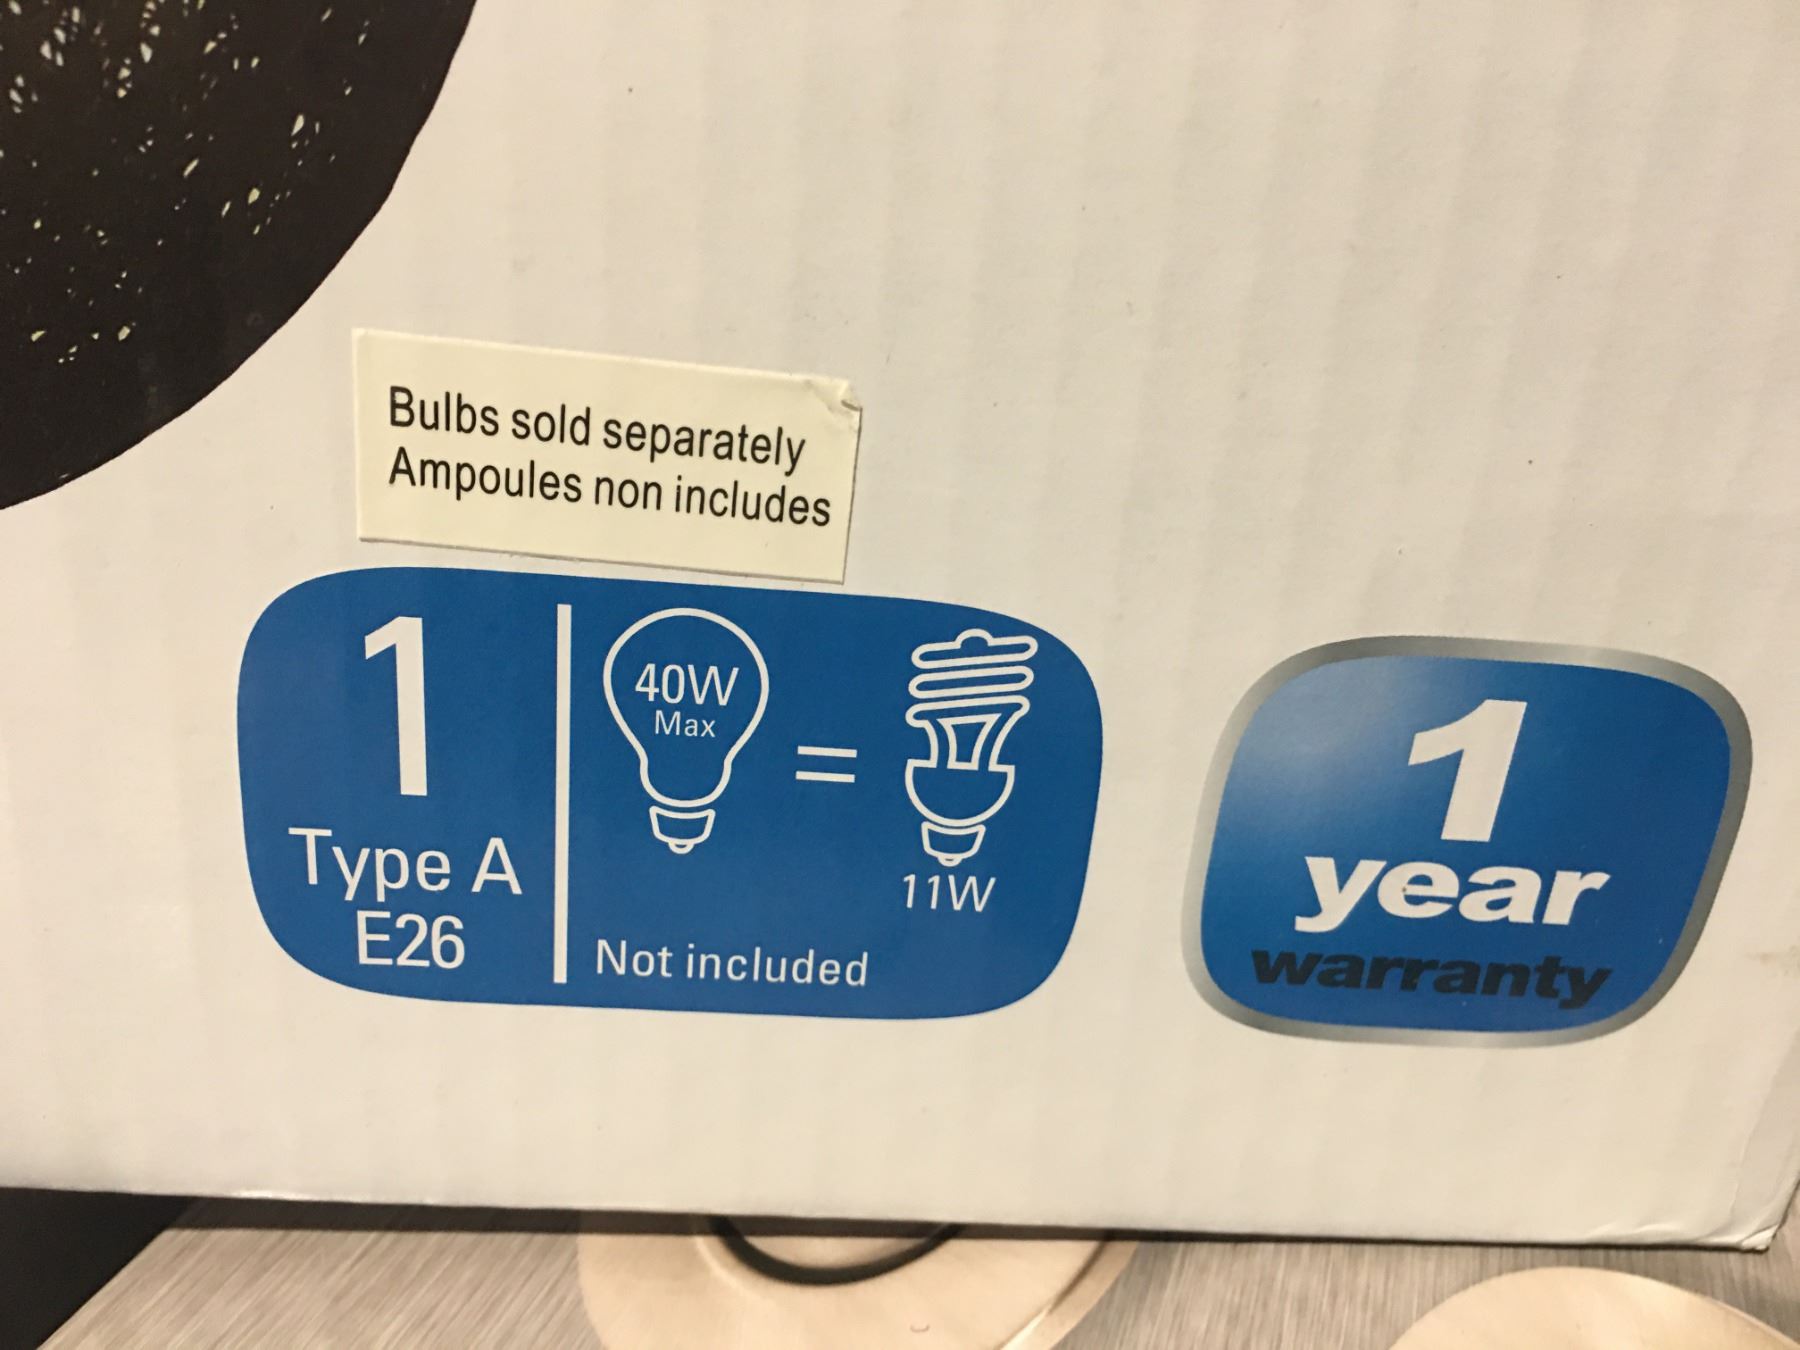 Bulbs sold separately
Ampoules non includes
1
Type A
E26
40W
Max
=
11W
Not included
1
year
warranty